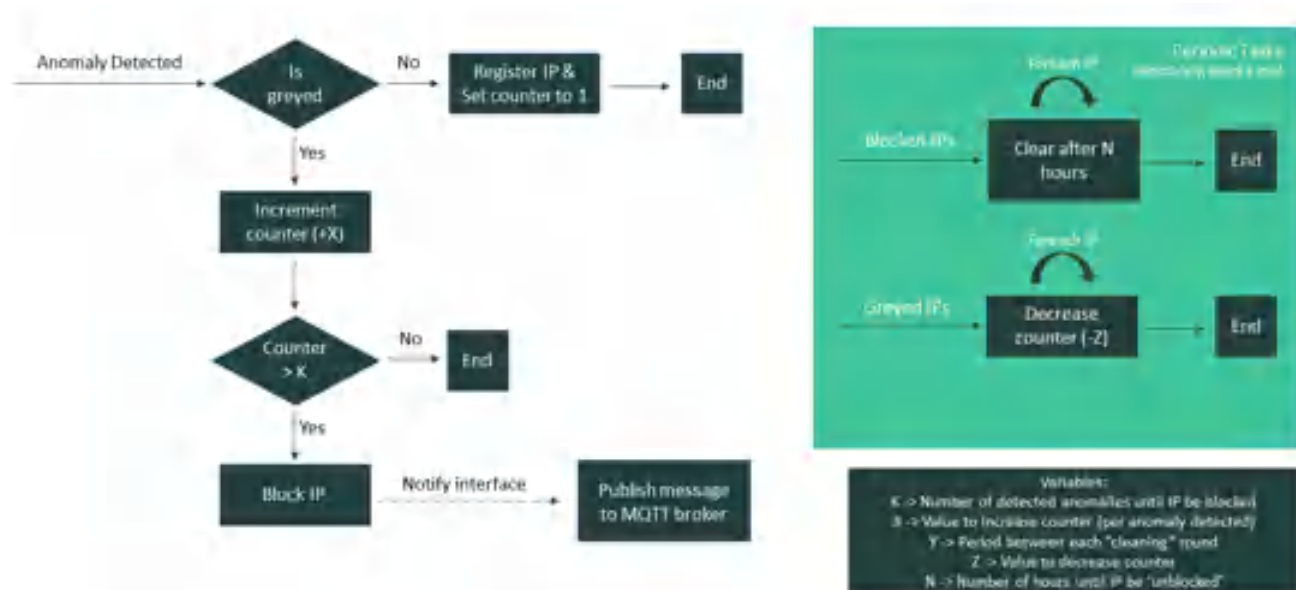 Anomaly Detected
Is
greyed
No
Register IP &
Set counter to 1
End
Yes
Increment
counter (+X)
Counter
> K
No
End
Yes
Block IP
Notify interface
Publish message
to MQTT broker
Periodic Tasks
Foreach IP
Blocked IPs
Clear after N
hours
End
Foreach IP
Greyed IPs
Decrease
counter (-Z)
End
Variables:
K -> Number of detected anomalies until IP be blocked
X -> Value to increase counter (per anomaly detected)
Y -> Period between each "cleaning" round
Z -> Value to decrease counter
N -> Number of hours until IP be "unblocked"